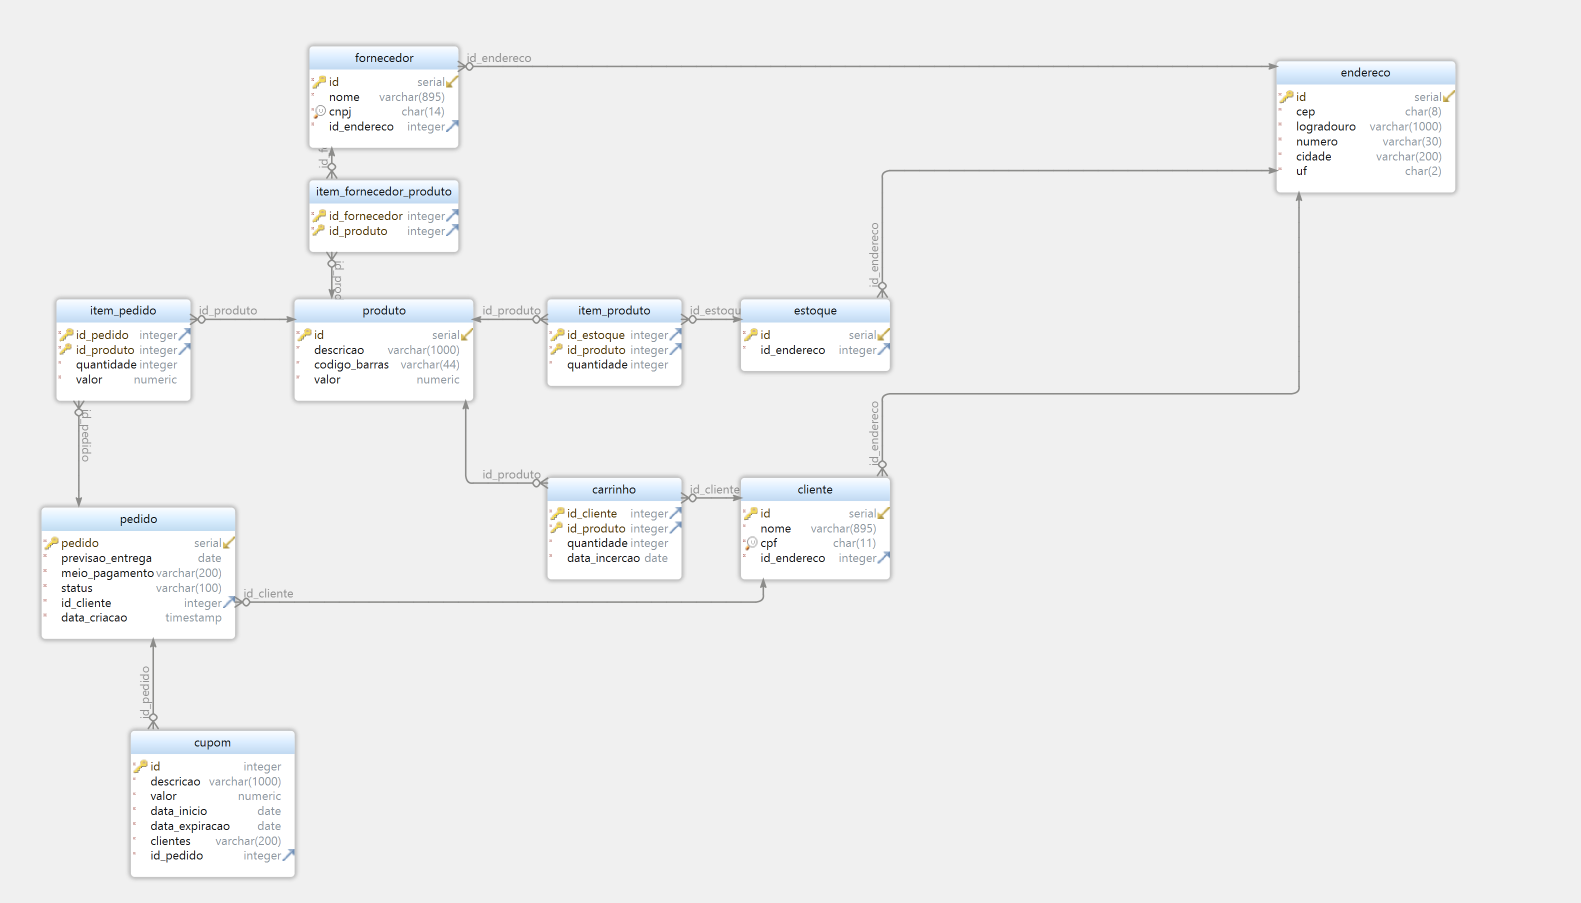 fornecedor
id serial
nome varchar(895)
cnpj char(14)
id_endereco integer
id_endereco
endereco
id serial
cep char(8)
logradouro varchar(1000)
numero varchar(30)
cidade varchar(200)
uf char(2)
item_fornecedor_produto
id_fornecedor integer
id_produto integer
id_prod
item_pedido
id_pedido integer
id_produto integer
quantidade integer
valor numeric
id_produto
produto
id serial
descricao varchar(1000)
codigo_barras varchar(44)
valor numeric
id_produto
item_produto
id_estoque integer
id_produto integer
quantidade integer
id_estoqu
estoque
id serial
id_endereco integer
id_endereco
id_pedido
id_produto
carrinho
id_cliente integer
id_produto integer
quantidade integer
data_incercao date
id_cliente
cliente
id serial
nome varchar(895)
cpf char(11)
id_endereco integer
id_endereco
pedido
pedido serial
previsao_entrega date
meio_pagamento varchar(200)
status varchar(100)
id_cliente integer
data_criacao timestamp
id_cliente
id_pedido
cupom
id integer
descricao varchar(1000)
valor numeric
data_inicio date
data_expiracao date
clientes varchar(200)
id_pedido integer